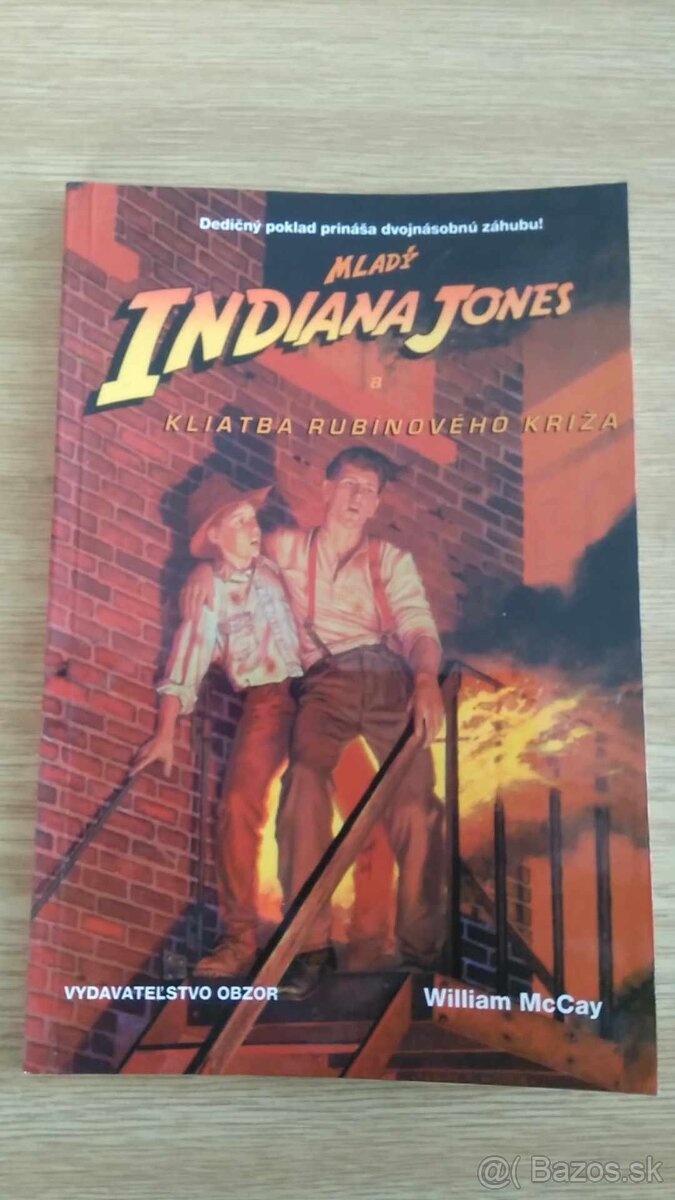 Dedičný poklad prináša dvojnásobnú záhubu!
MLADÝ
INDIANA JONES
a
KLIATBA RUBÍNOVÉHO KRÍŽA
VYDAVATEĽSTVO OBZOR
William McCay
@( Bazos.sk